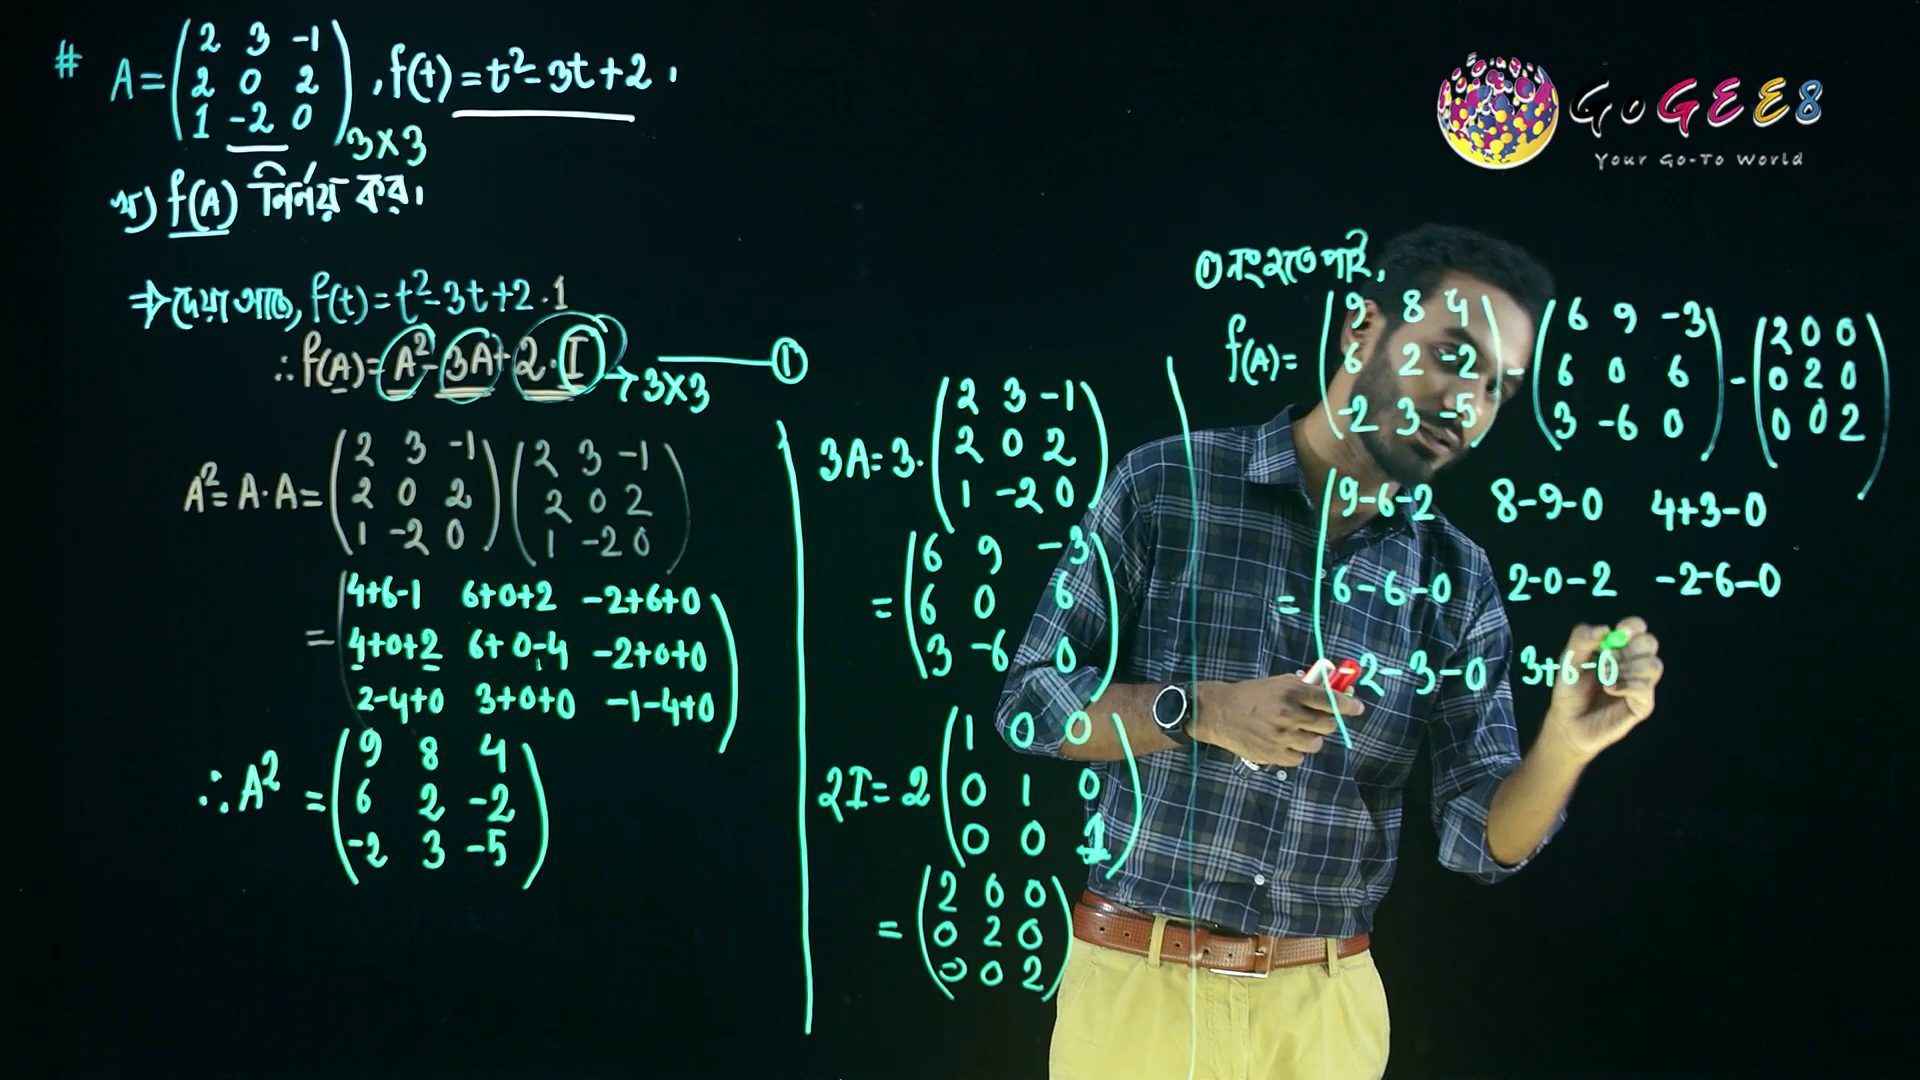 # A = (2 3 -1
2 0 2
1 -2 0) 3×3 , f(t) = t² - 3t + 2 ।
খ) f(A) নির্নয় কর।
⇒ দেয়া আছে, f(t) = t² - 3t + 2 · 1
∴ f(A) = A² - 3A + 2 · I → 3×3 ①
A² = A · A = (2 3 -1
2 0 2
1 -2 0) (2 3 -1
2 0 2
1 -2 0)
= (4+6-1 6+0+2 -2+6+0
4+0+2 6+0-4 -2+0+0
2-4+0 3+0+0 -1-4+0)
∴ A² = (9 8 4
6 2 -2
-2 3 -5)
3A = 3 · (2 3 -1
2 0 2
1 -2 0)
= (6 9 -3
6 0 6
3 -6 0)
2I = 2 (1 0 0
0 1 0
0 0 1)
= (2 0 0
0 2 0
0 0 2)
① নং হতে পাই,
f(A) = (9 8 4
6 2 -2
-2 3 -5) - (6 9 -3
6 0 6
3 -6 0) - (2 0 0
0 2 0
0 0 2)
= (9-6-2 8-9-0 4+3-0
6-6-0 2-0-2 -2-6-0
-2-3-0 3+6-0
GoGEE8
Your Go-To World